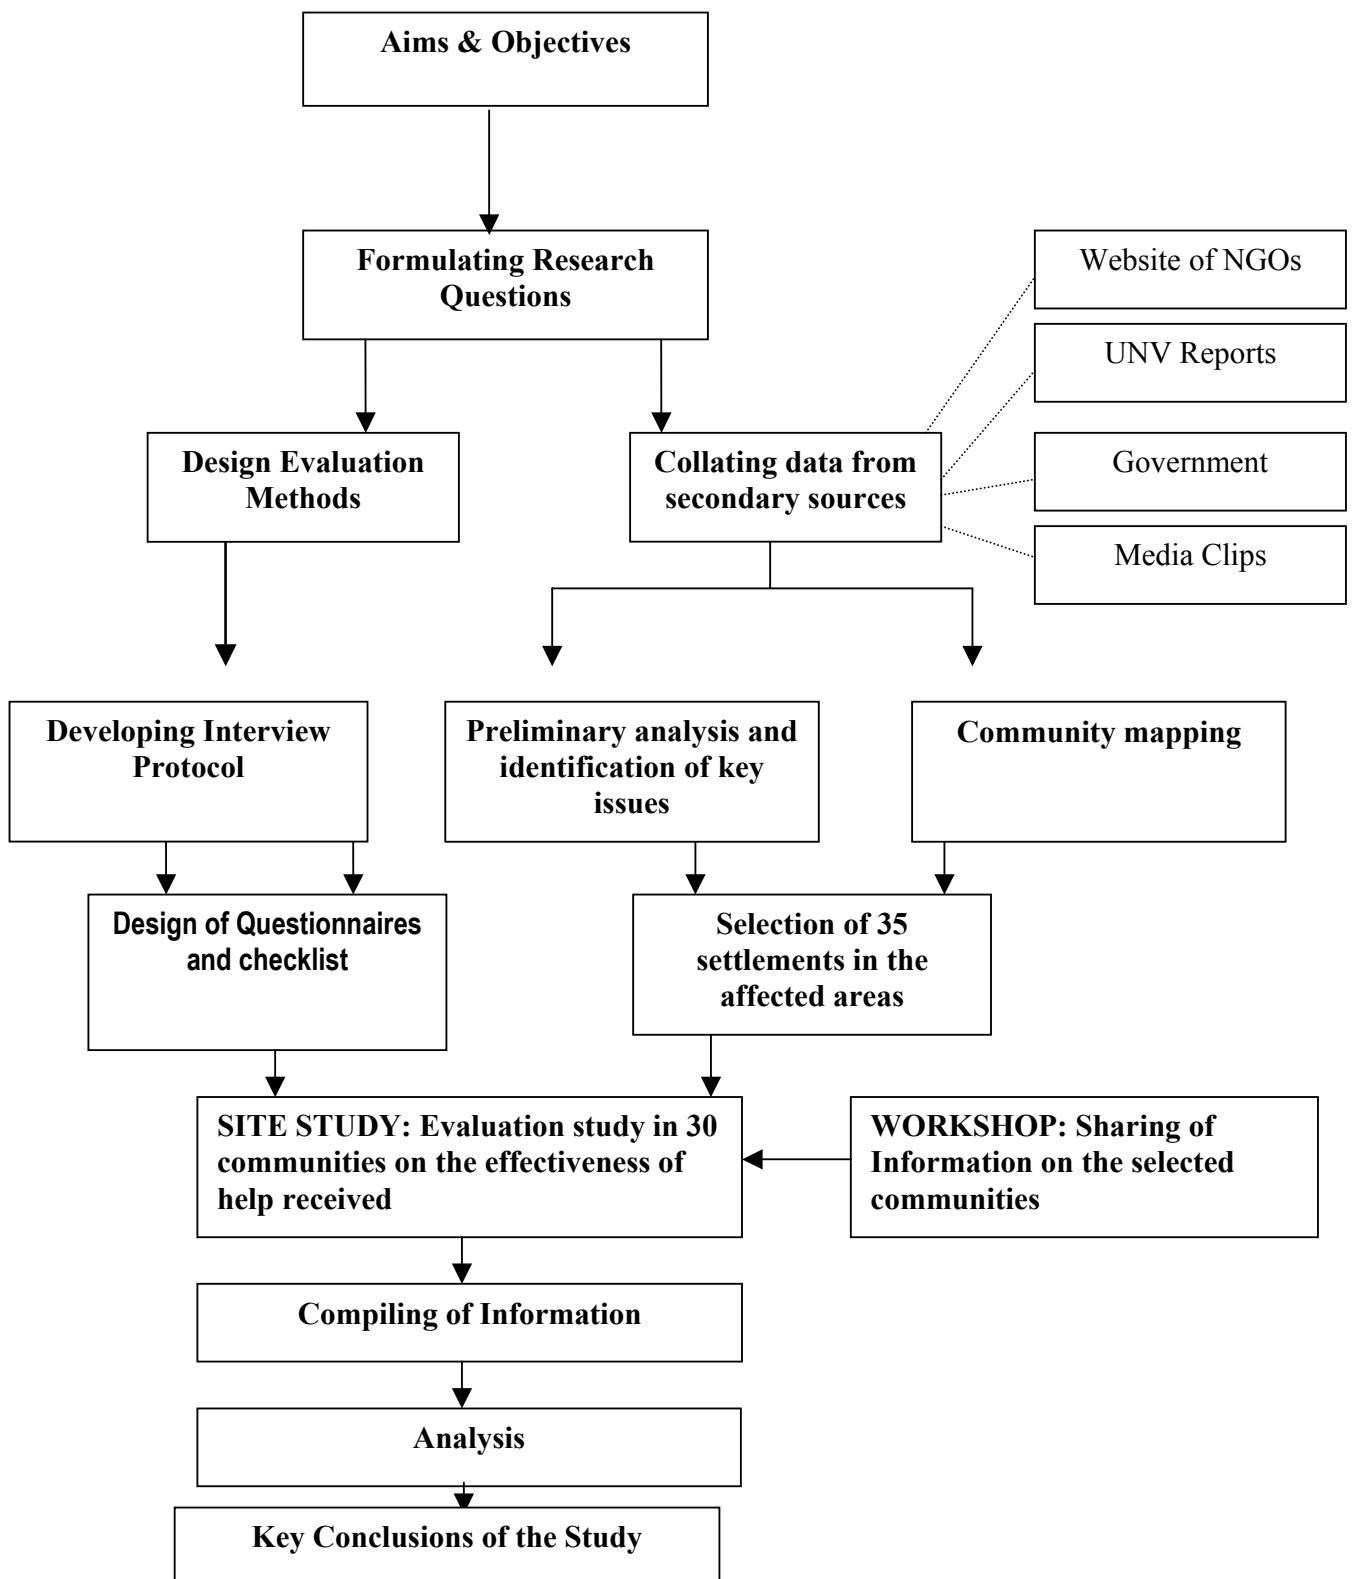 Aims & Objectives
Formulating Research
Questions
Website of NGOs
UNV Reports
Government
Media Clips
Design Evaluation
Methods
Collating data from
secondary sources
Developing Interview
Protocol
Preliminary analysis and
identification of key
issues
Community mapping
Design of Questionnaires
and checklist
Selection of 35
settlements in the
affected areas
SITE STUDY: Evaluation study in 30
communities on the effectiveness of
help received
WORKSHOP: Sharing of
Information on the selected
communities
Compiling of Information
Analysis
Key Conclusions of the Study